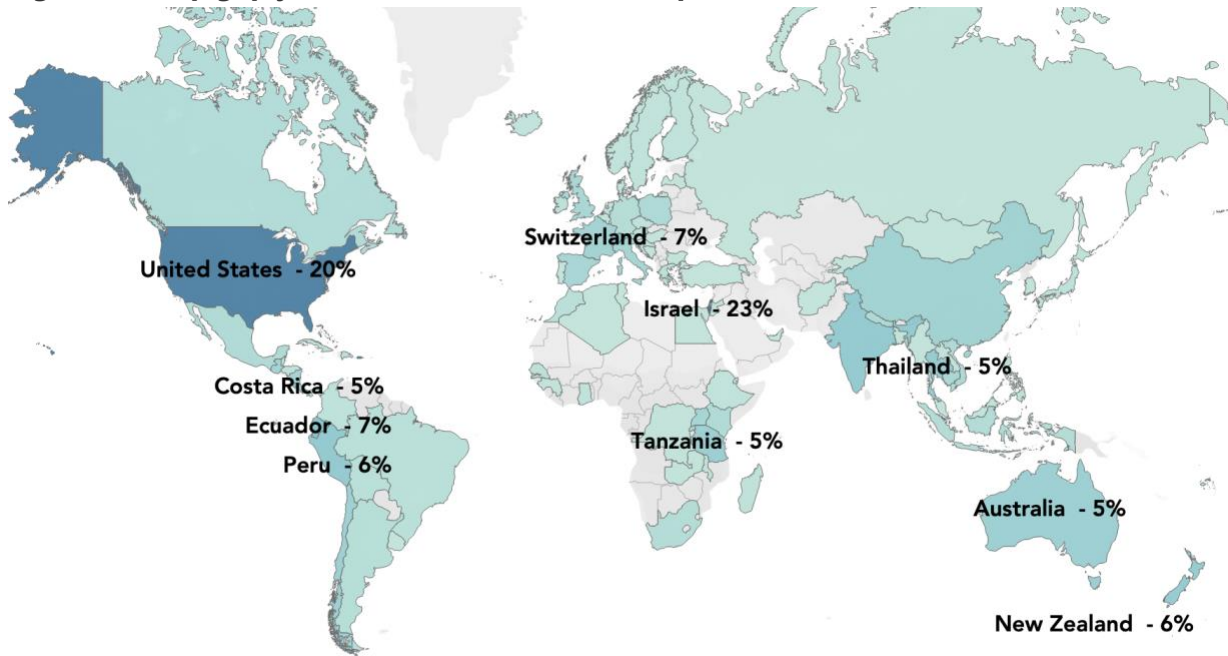 Switzerland - 7%
United States - 20%
Israel - 23%
Thailand - 5%
Costa Rica - 5%
Ecuador - 7%
Tanzania - 5%
Peru - 6%
Australia - 5%
New Zealand - 6%